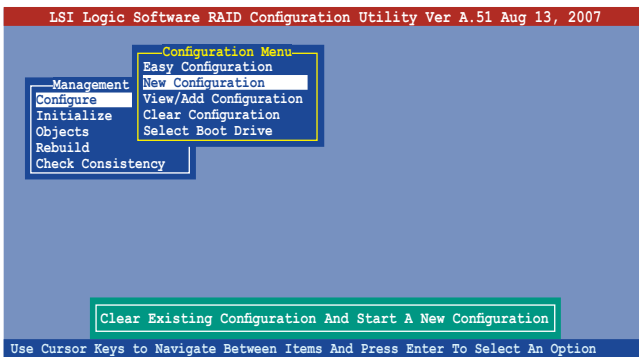 LSI Logic Software RAID Configuration Utility Ver A.51 Aug 13, 2007
Configuration Menu
Easy Configuration
New Configuration
View/Add Configuration
Clear Configuration
Select Boot Drive
Management
Configure
Initialize
Objects
Rebuild
Check Consistency
Clear Existing Configuration And Start A New Configuration
Use Cursor Keys to Navigate Between Items And Press Enter To Select An Option